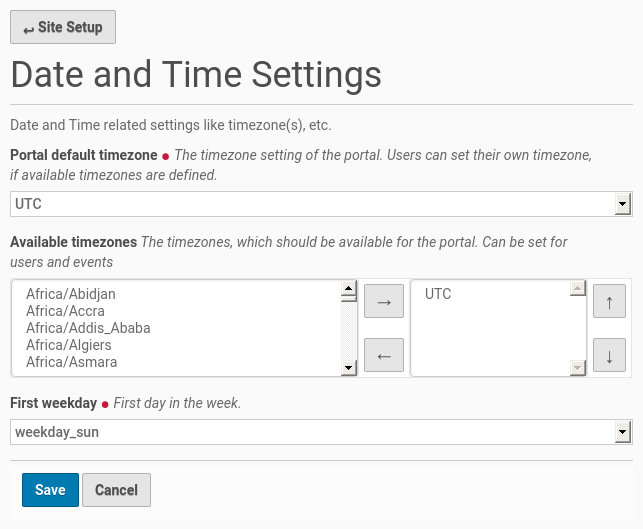 ↩ Site Setup
Date and Time Settings
Date and Time related settings like timezone(s), etc.
Portal default timezone ● The timezone setting of the portal. Users can set their own timezone,
if available timezones are defined.
UTC
Available timezones The timezones, which should be available for the portal. Can be set for
users and events
Africa/Abidjan
Africa/Accra
Africa/Addis_Ababa
Africa/Algiers
Africa/Asmara
→
←
UTC
↑
↓
First weekday ● First day in the week.
weekday_sun
Save Cancel